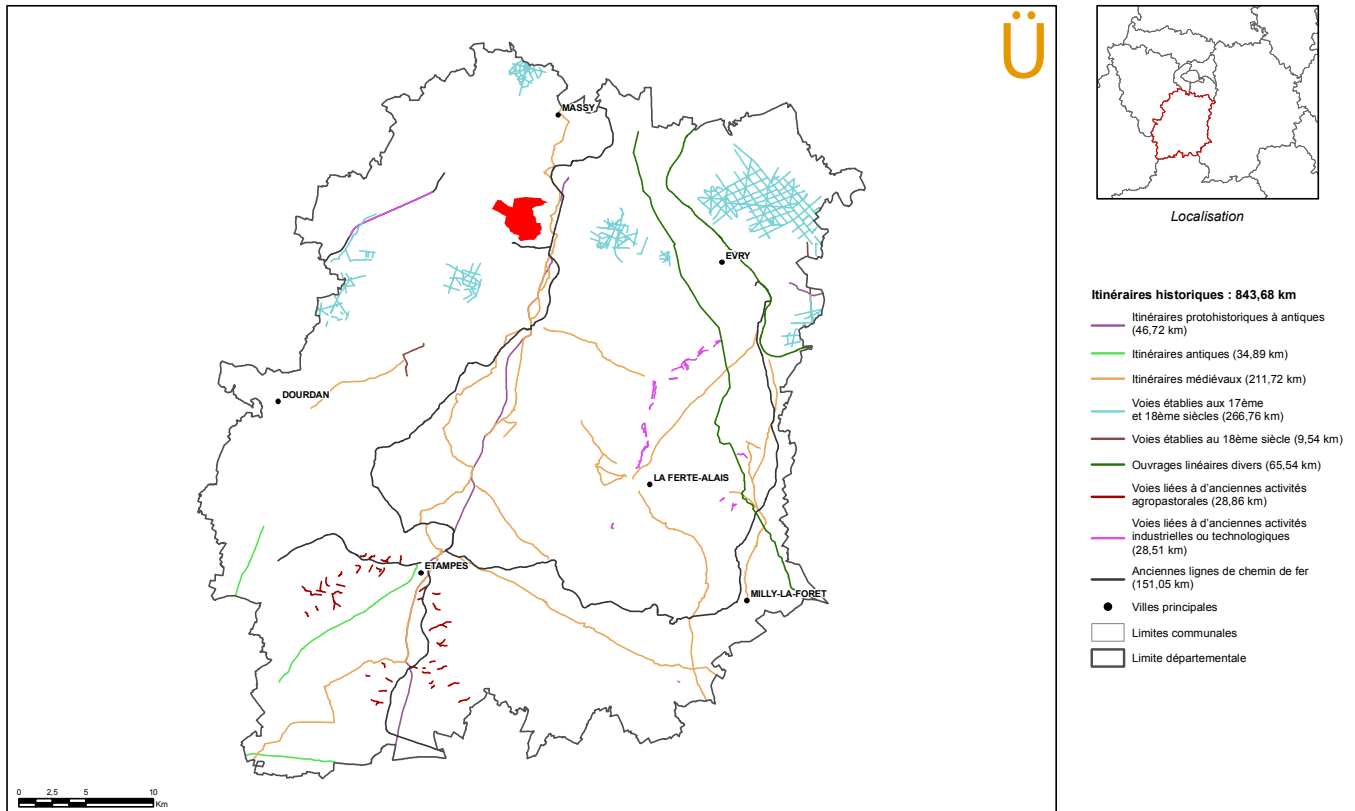 Ü
MASSY
EVRY
DOURDAN
LA FERTE-ALAIS
ETAMPES
MILLY-LA-FORET
0 2,5 5 10
Km
Localisation
Itinéraires historiques : 843,68 km
Itinéraires protohistoriques à antiques
(46,72 km)
Itinéraires antiques (34,89 km)
Itinéraires médiévaux (211,72 km)
Voies établies aux 17ème
et 18ème siècles (266,76 km)
Voies établies au 18ème siècle (9,54 km)
Ouvrages linéaires divers (65,54 km)
Voies liées à d'anciennes activités
agropastorales (28,86 km)
Voies liées à d'anciennes activités
industrielles ou technologiques
(28,51 km)
Anciennes lignes de chemin de fer
(151,05 km)
Villes principales
Limites communales
Limite départementale